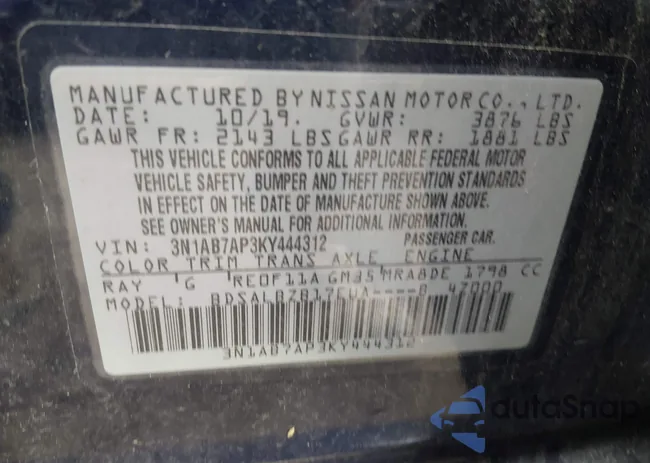 MANUFACTURED BY NISSAN MOTOR CO., LTD.
DATE: 10/19. GVWR: 3876 LBS
GAWR FR: 2143 LBS GAWR RR: 1881 LBS
THIS VEHICLE CONFORMS TO ALL APPLICABLE FEDERAL MOTOR
VEHICLE SAFETY, BUMPER AND THEFT PREVENTION STANDARDS
IN EFFECT ON THE DATE OF MANUFACTURE SHOWN ABOVE.
SEE OWNER'S MANUAL FOR ADDITIONAL INFORMATION.
VIN: 3N1AB7AP3KY444312 PASSENGER CAR.
COLOR TRIM TRANS AXLE ENGINE
RAY G RE0F11A GM35 MRA8DE 1798 CC
MODEL: BDSALBZB17EUA----B 47000
3N1AB7AP3KY444312
autoSnap